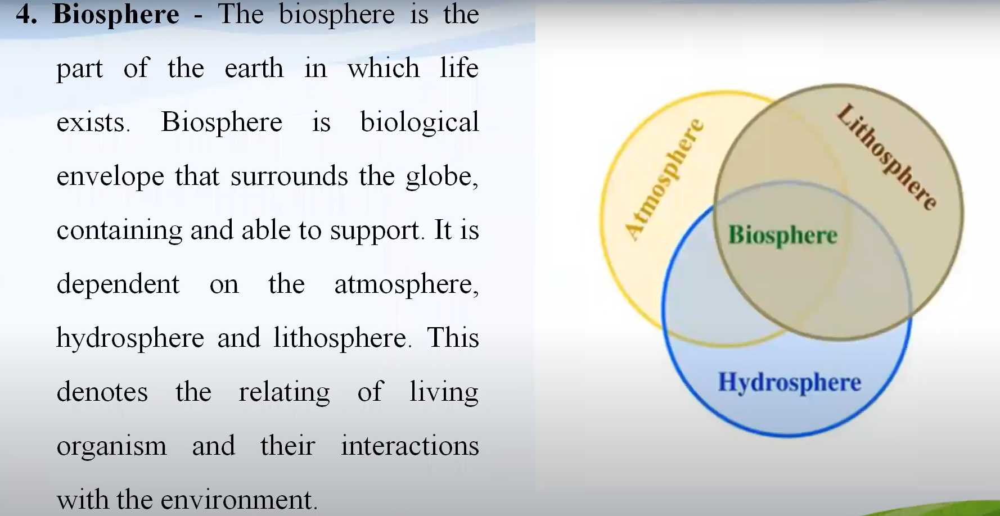 4. Biosphere - The biosphere is the
part of the earth in which life
exists. Biosphere is biological
envelope that surrounds the globe,
containing and able to support. It is
dependent on the atmosphere,
hydrosphere and lithosphere. This
denotes the relating of living
organism and their interactions
with the environment.
Atmosphere
Lithosphere
Biosphere
Hydrosphere